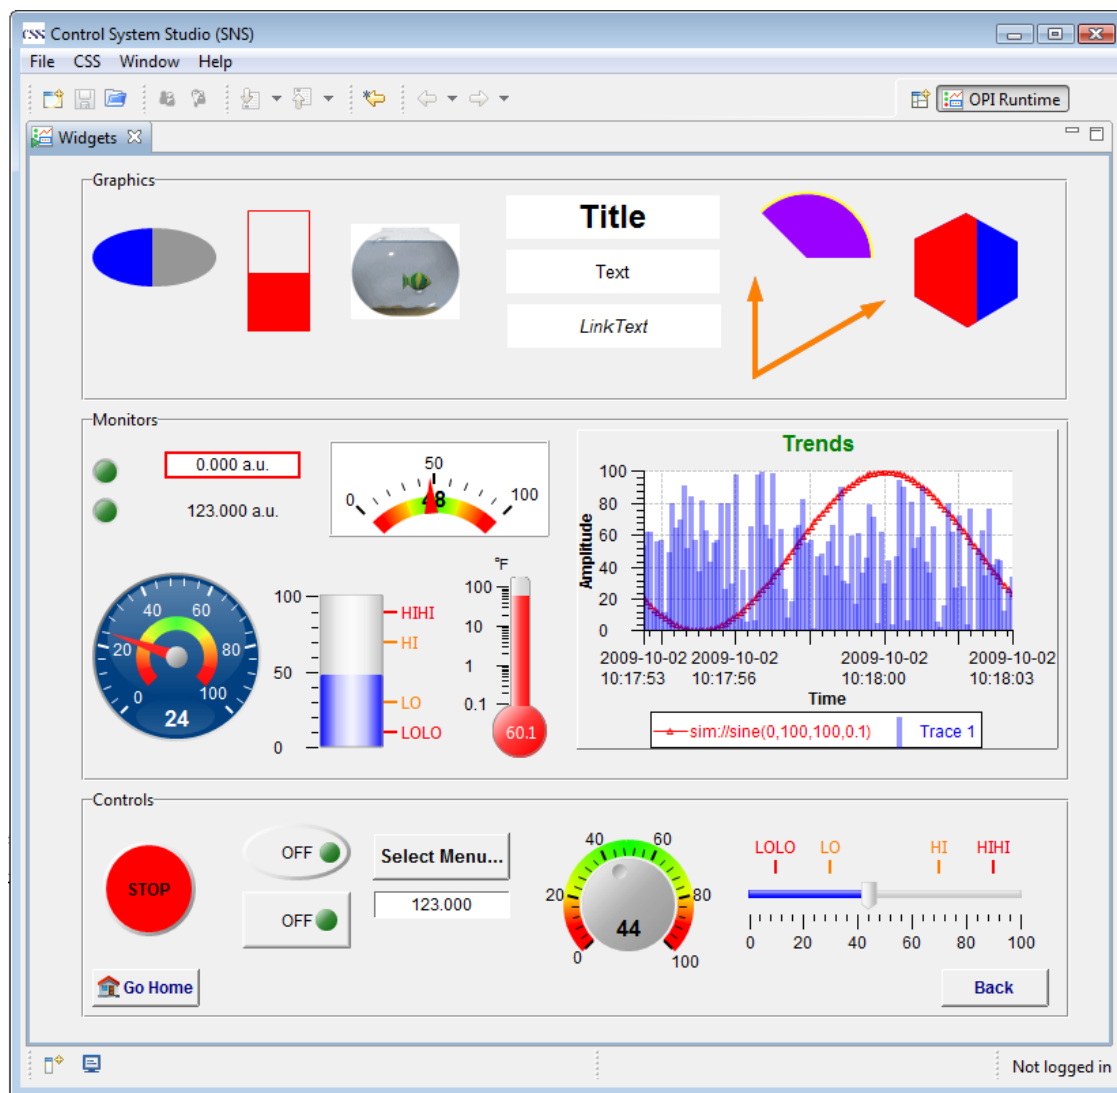 CSS Control System Studio (SNS)
File CSS Window Help
OPI Runtime
Widgets
Graphics
Title
Text
LinkText
Monitors
0.000 a.u.
123.000 a.u.
0 50 100
48
0 20 40 60 80 100
24
100
50
0
HIHI
HI
LO
LOLO
°F
100
10
1
0.1
60.1
Trends
Amplitude
100
80
60
40
20
0
2009-10-02 2009-10-02 2009-10-02 2009-10-02
10:17:53 10:17:56 10:18:00 10:18:03
Time
sim://sine(0,100,100,0.1) Trace 1
Controls
STOP
OFF
OFF
Select Menu...
123.000
0 20 40 60 80 100
44
LOLO LO HI HIHI
0 20 40 60 80 100
Go Home
Back
Not logged in